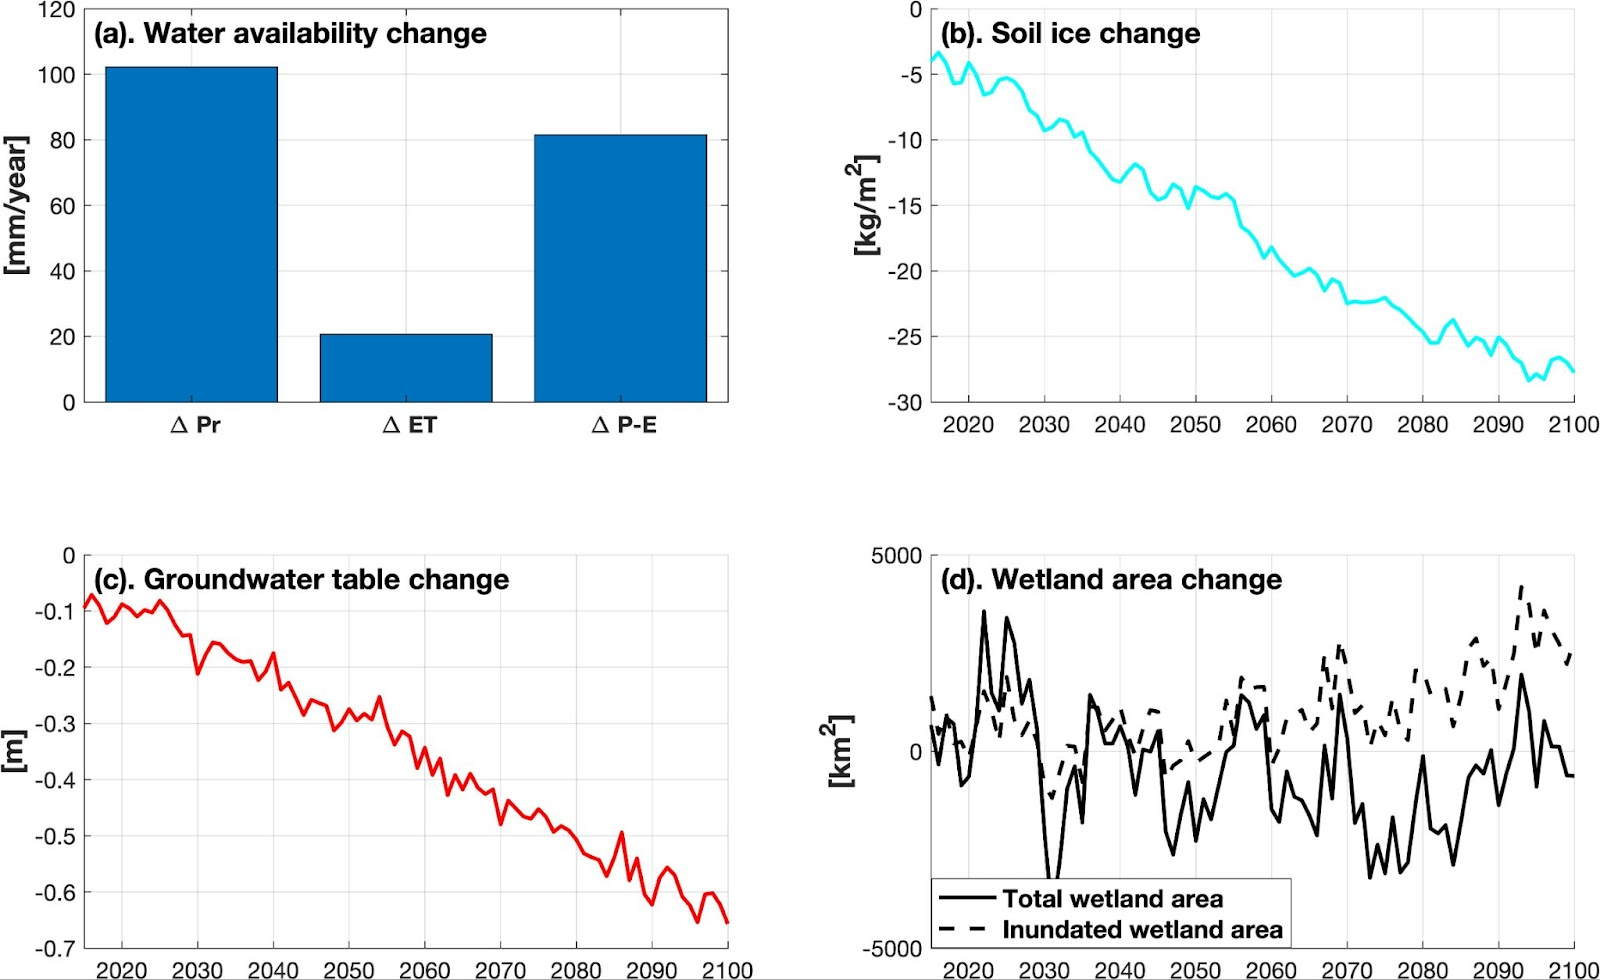 (a). Water availability change
[mm/year]
120
100
80
60
40
20
0
Δ Pr Δ ET Δ P-E
(b). Soil ice change
[kg/m²]
0
-5
-10
-15
-20
-25
-30
2020 2030 2040 2050 2060 2070 2080 2090 2100
(c). Groundwater table change
[m]
0
-0.1
-0.2
-0.3
-0.4
-0.5
-0.6
-0.7
2020 2030 2040 2050 2060 2070 2080 2090 2100
(d). Wetland area change
[km²]
5000
0
-5000
Total wetland area
Inundated wetland area
2020 2030 2040 2050 2060 2070 2080 2090 2100